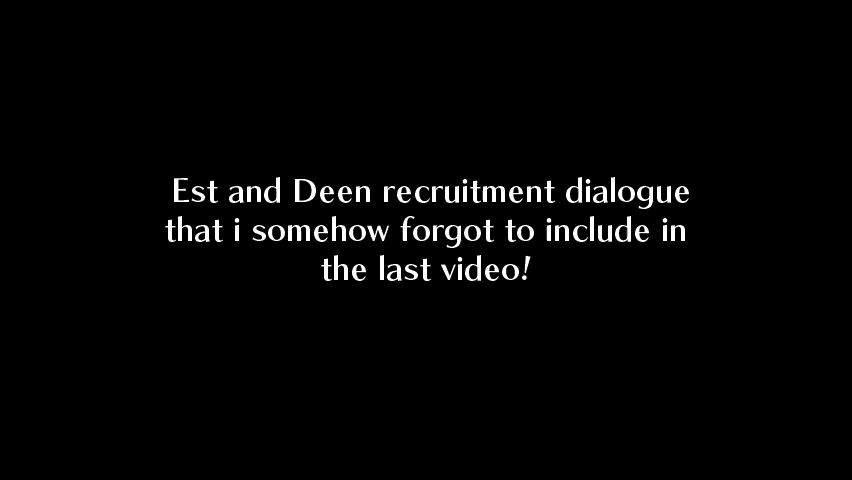 Est and Deen recruitment dialogue
that i somehow forgot to include in
the last video!